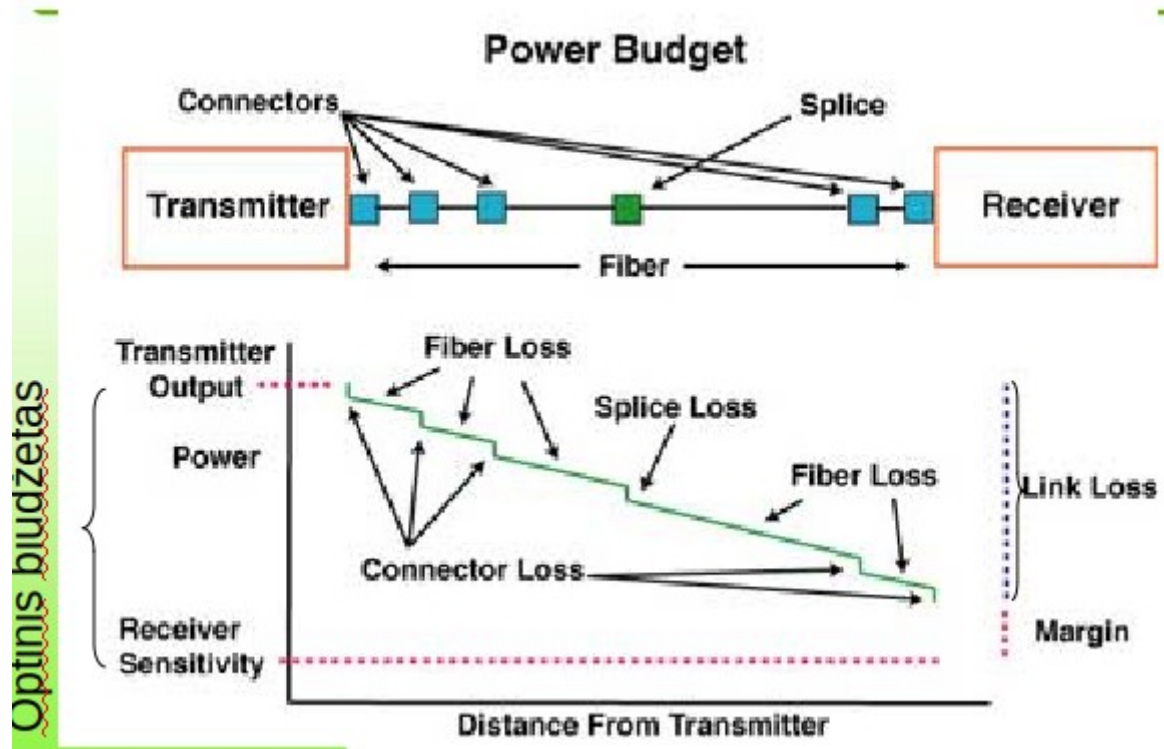 Power Budget
Connectors
Splice
Transmitter
Receiver
Fiber
Transmitter
Output
Power
Fiber Loss
Splice Loss
Fiber Loss
Link Loss
Connector Loss
Receiver
Sensitivity
Margin
Distance From Transmitter
Optinis biudžetas